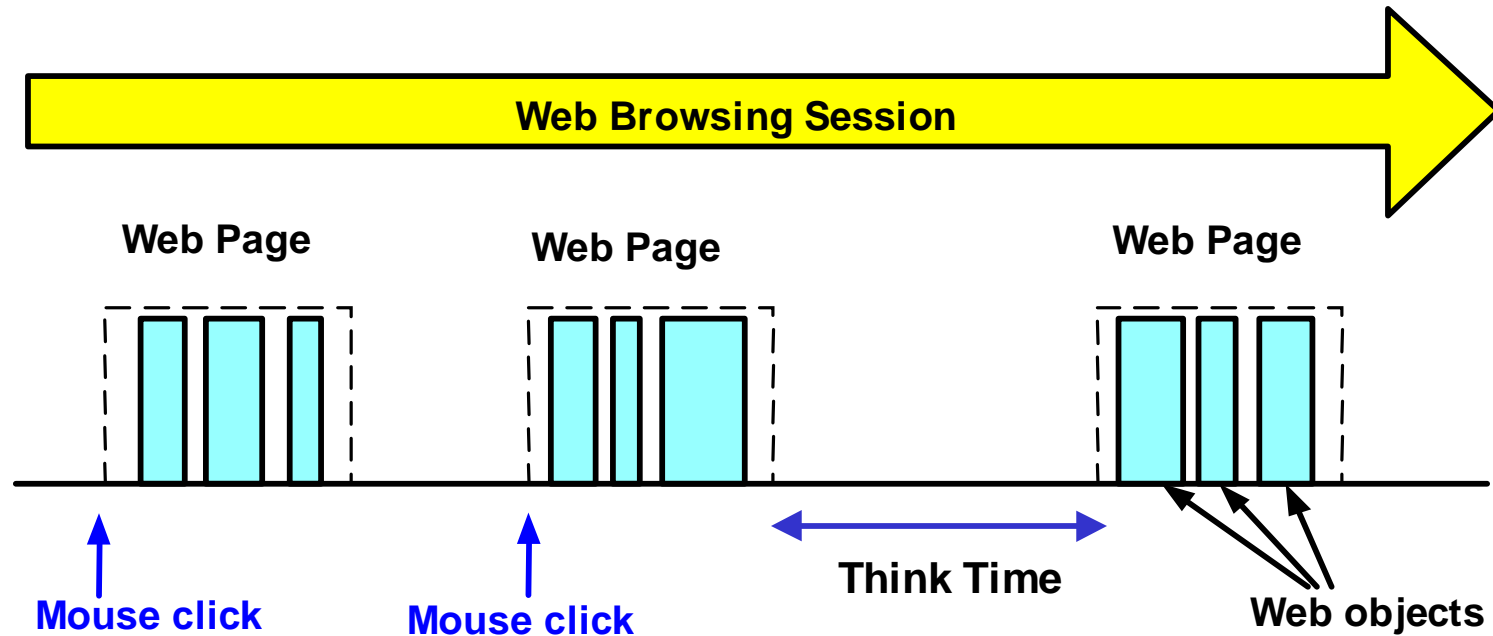 Web Browsing Session
Web Page
Web Page
Web Page
Think Time
Mouse click
Mouse click
Web objects